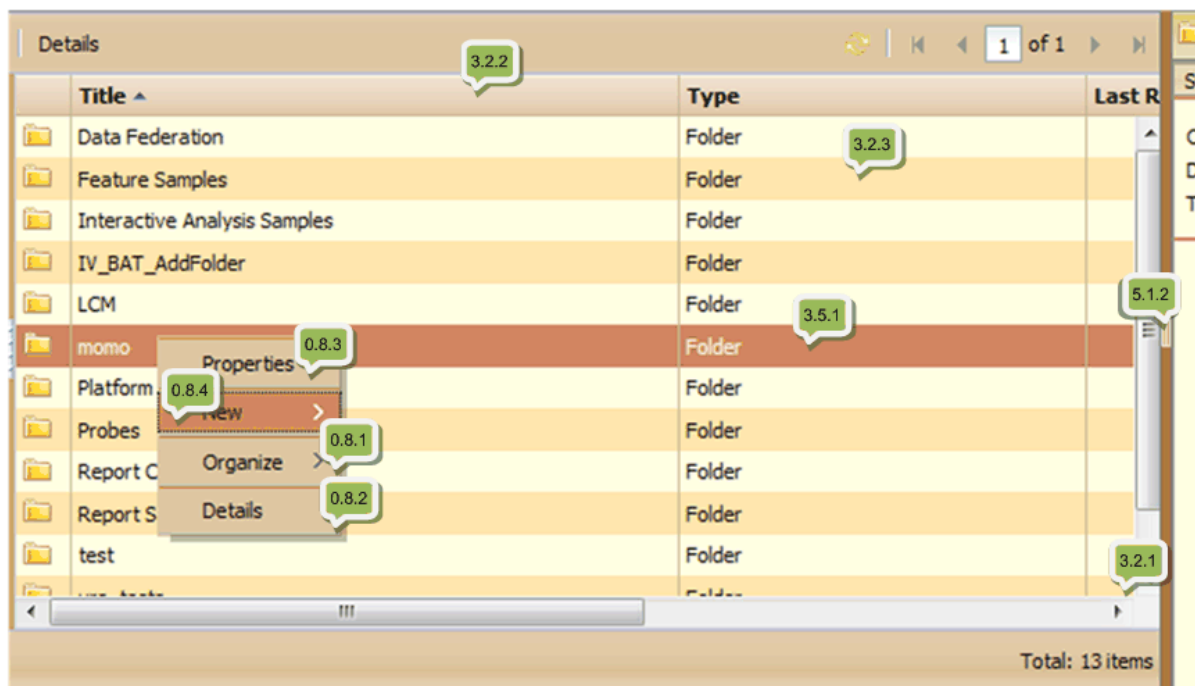 Details
1 of 1
3.2.2
Title Type Last R
S
Data Federation Folder
3.2.3
Feature Samples Folder
Interactive Analysis Samples Folder
IV_BAT_AddFolder Folder
LCM Folder
5.1.2
3.5.1
momo Folder
0.8.3
Properties
Platform Folder
0.8.4
New
Probes Folder
0.8.1
Organize
Report C Folder
0.8.2
Details
Report S Folder
test Folder
3.2.1
Total: 13 items